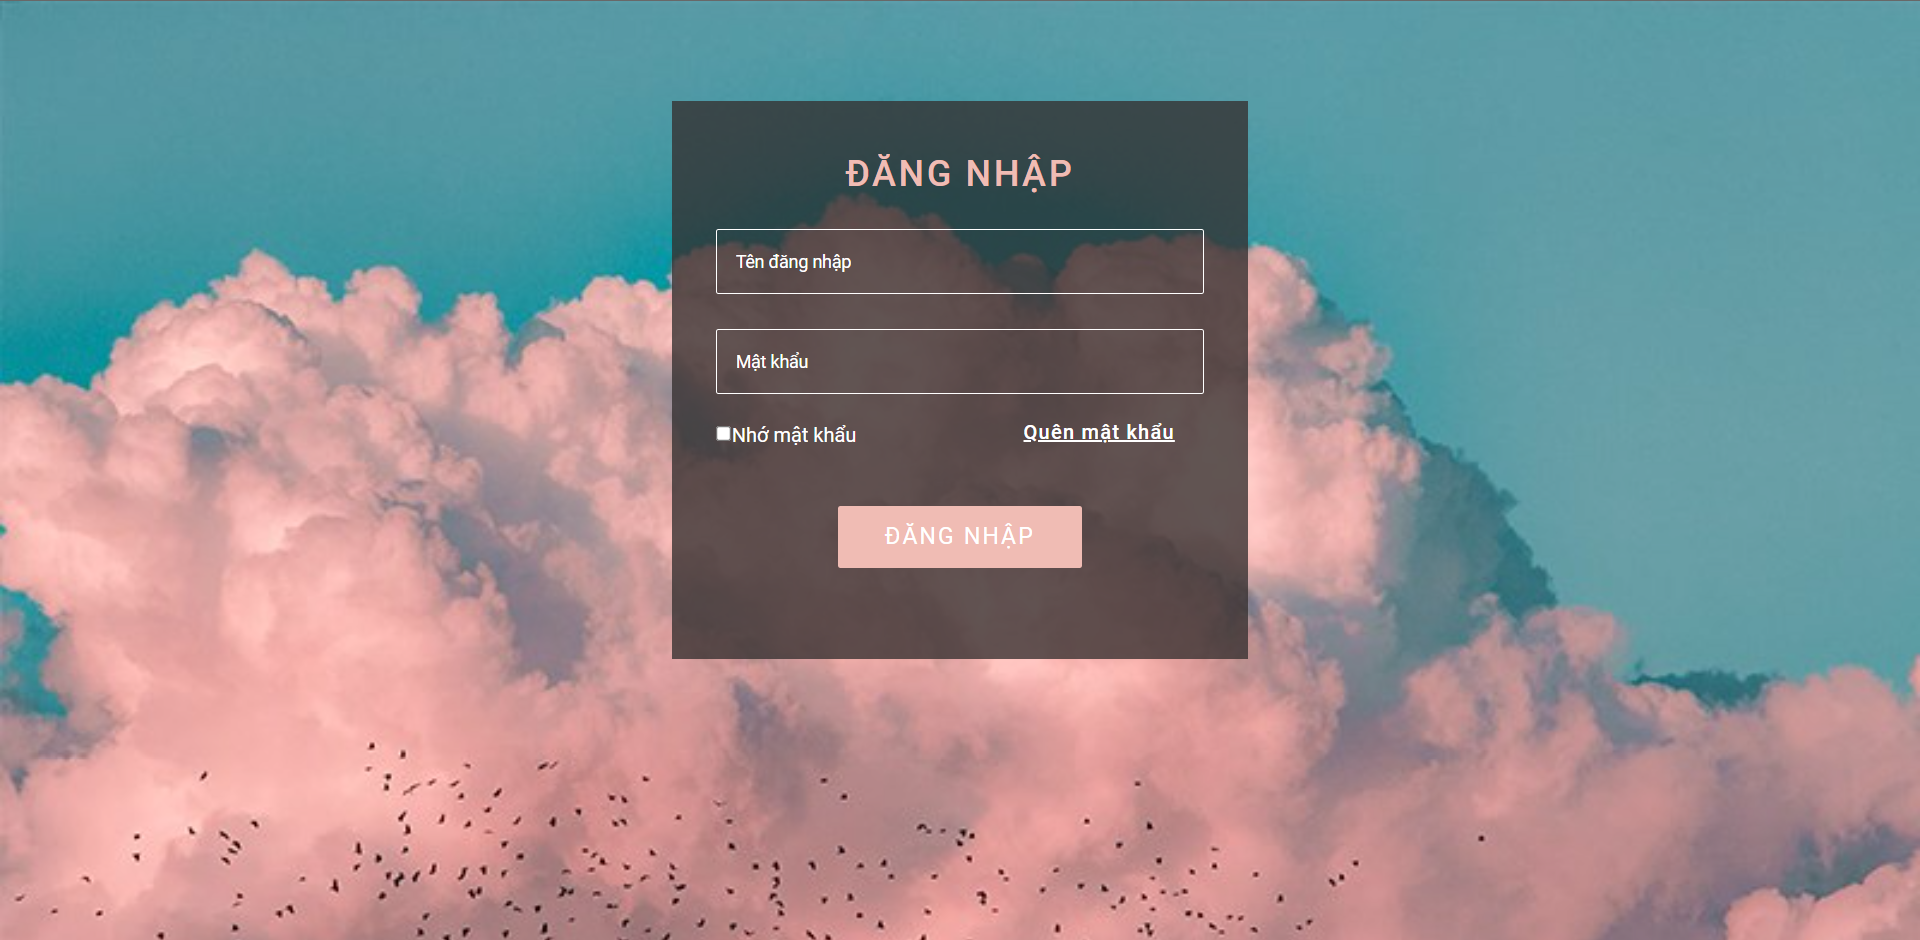 ĐĂNG NHẬP
Tên đăng nhập
Mật khẩu
Nhớ mật khẩu
Quên mật khẩu
ĐĂNG NHẬP